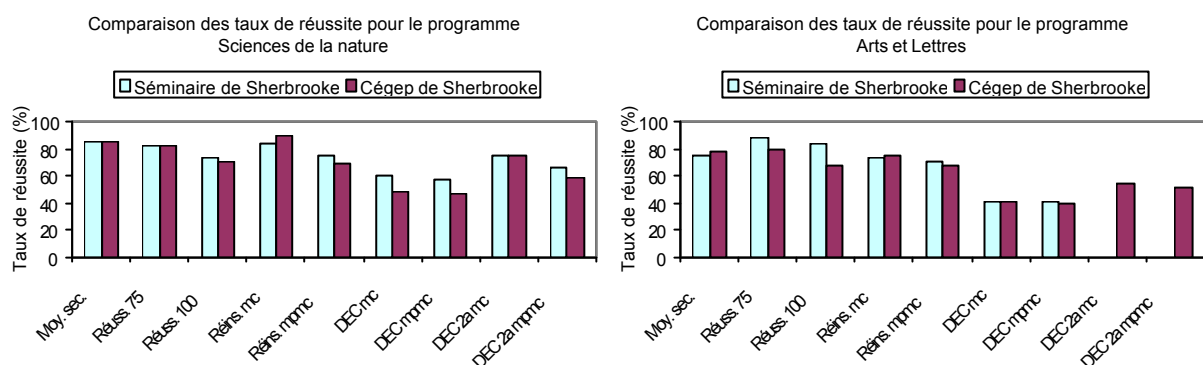 Comparaison des taux de réussite pour le programme
Sciences de la nature
Séminaire de Sherbrooke Cégep de Sherbrooke
Taux de réussite (%)
100
80
60
40
20
0
Moy. sec.
Réuss. 75
Réuss. 100
Réins. mc
Réins. mpmc
DEC mc
DEC mpmc
DEC 2a mc
DEC 2a mpmc
Comparaison des taux de réussite pour le programme
Arts et Lettres
Séminaire de Sherbrooke Cégep de Sherbrooke
Taux de réussite (%)
100
80
60
40
20
0
Moy. sec.
Réuss. 75
Réuss. 100
Réins. mc
Réins. mpmc
DEC mc
DEC mpmc
DEC 2a mc
DEC 2a mpmc